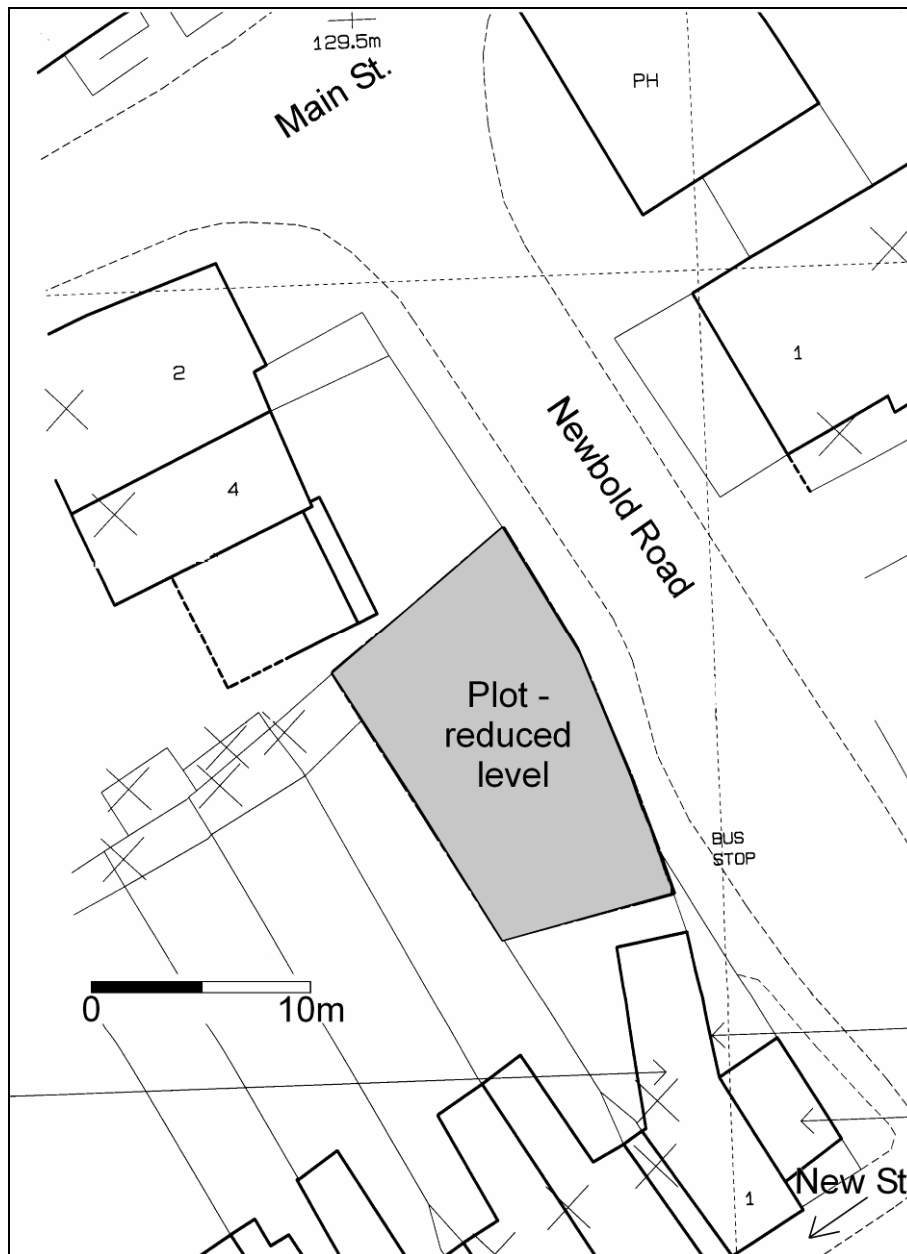 129.5m
Main St.
PH
2
1
4
Newbold Road
Plot -
reduced
level
BUS
STOP
0 10m
1
New St